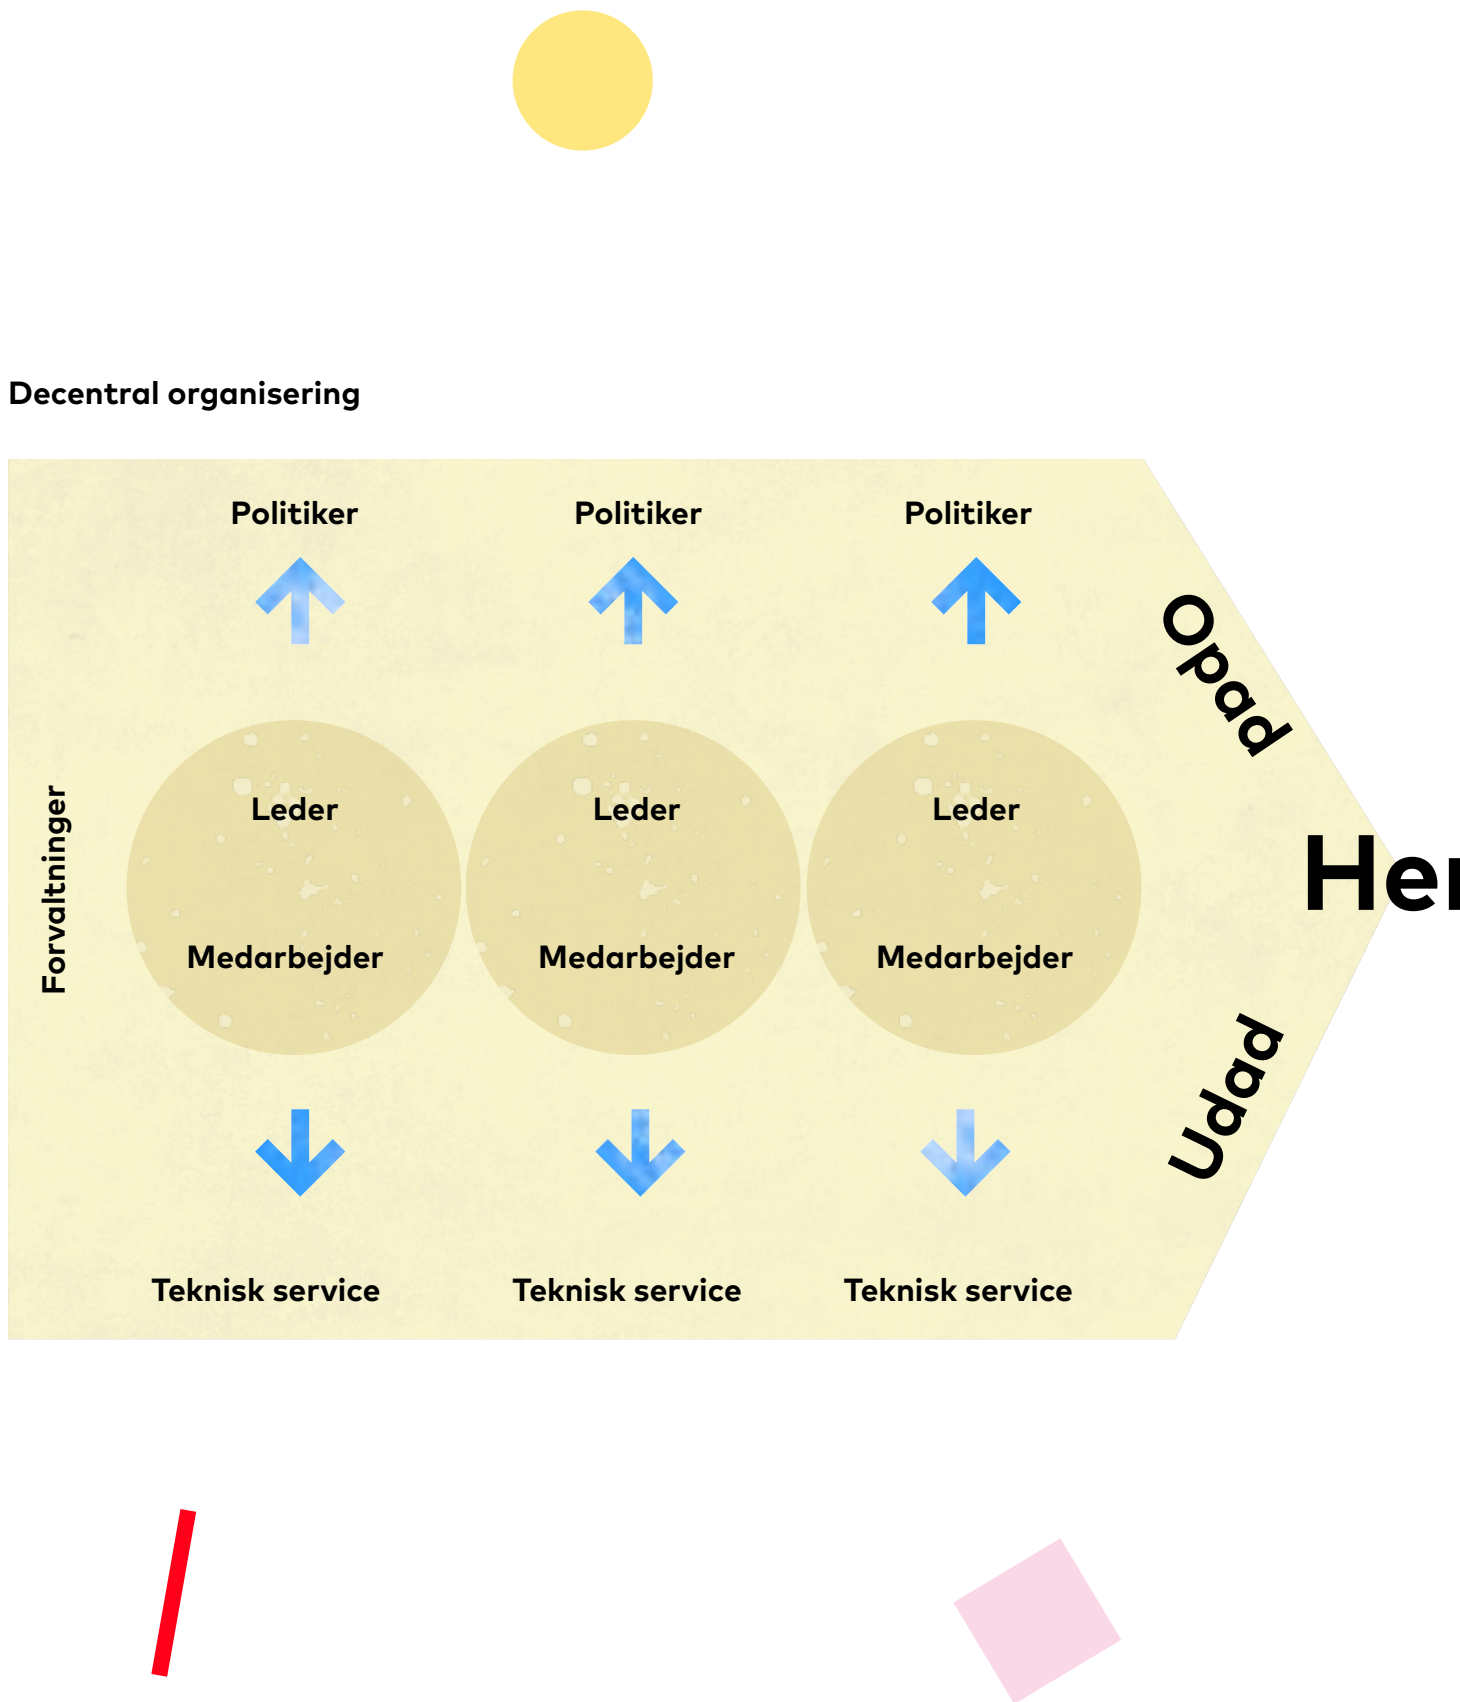 Decentral organisering
Politiker Politiker Politiker
Opad
Leder Leder Leder
Forvaltninger
Medarbejder Medarbejder Medarbejder
Udad
Teknisk service Teknisk service Teknisk service